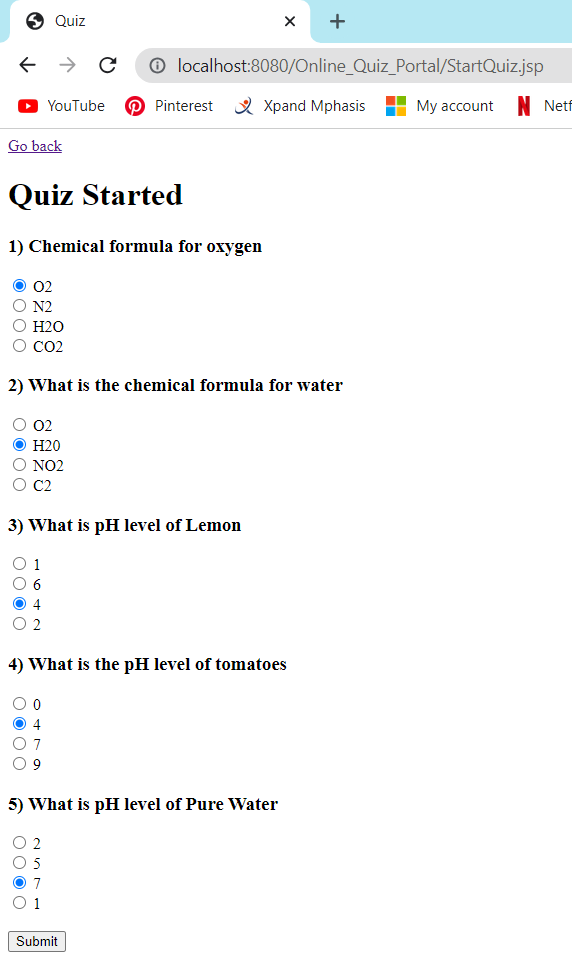 Quiz
localhost:8080/Online_Quiz_Portal/StartQuiz.jsp
YouTube Pinterest Xpand Mphasis My account Netf
Go back
Quiz Started
1) Chemical formula for oxygen
O2
N2
H2O
CO2
2) What is the chemical formula for water
O2
H20
NO2
C2
3) What is pH level of Lemon
1
6
4
2
4) What is the pH level of tomatoes
0
4
7
9
5) What is pH level of Pure Water
2
5
7
1
Submit